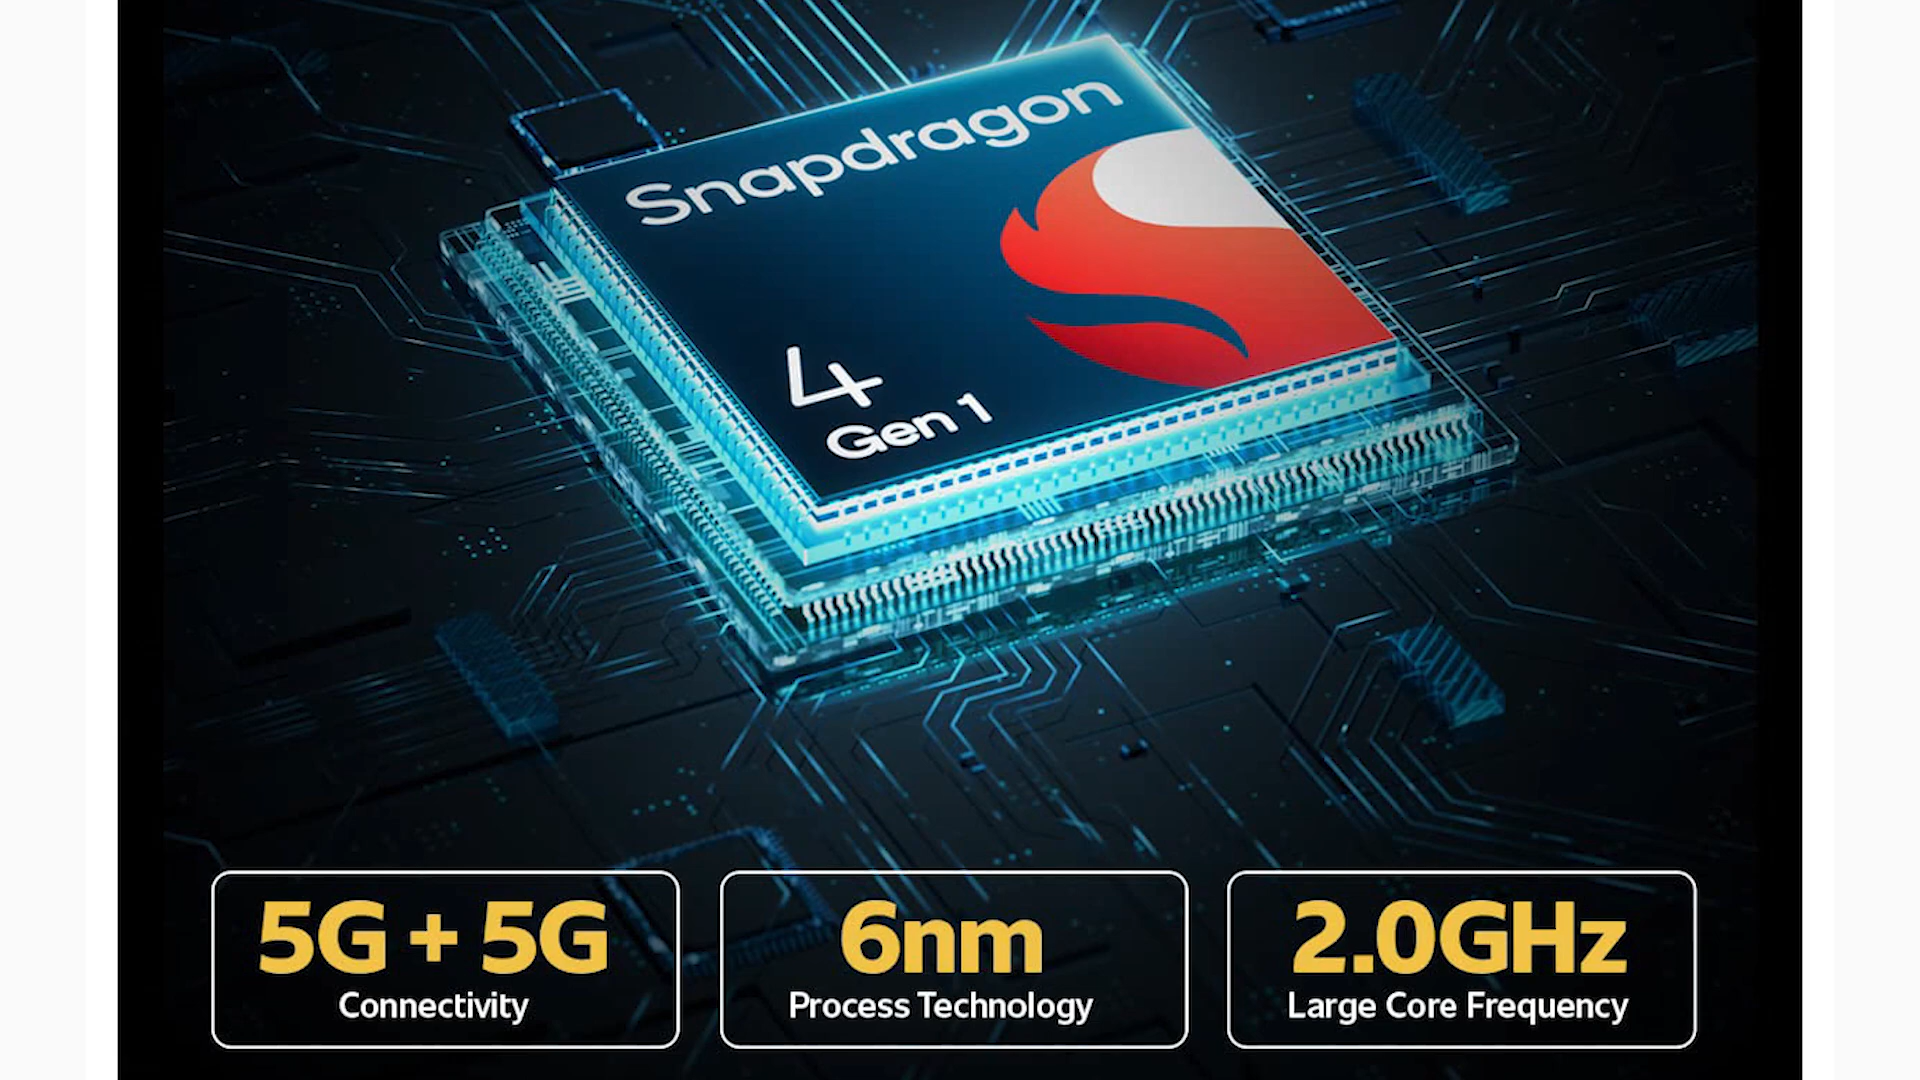 Snapdragon
4
Gen 1
5G + 5G
Connectivity
6nm
Process Technology
2.0GHz
Large Core Frequency